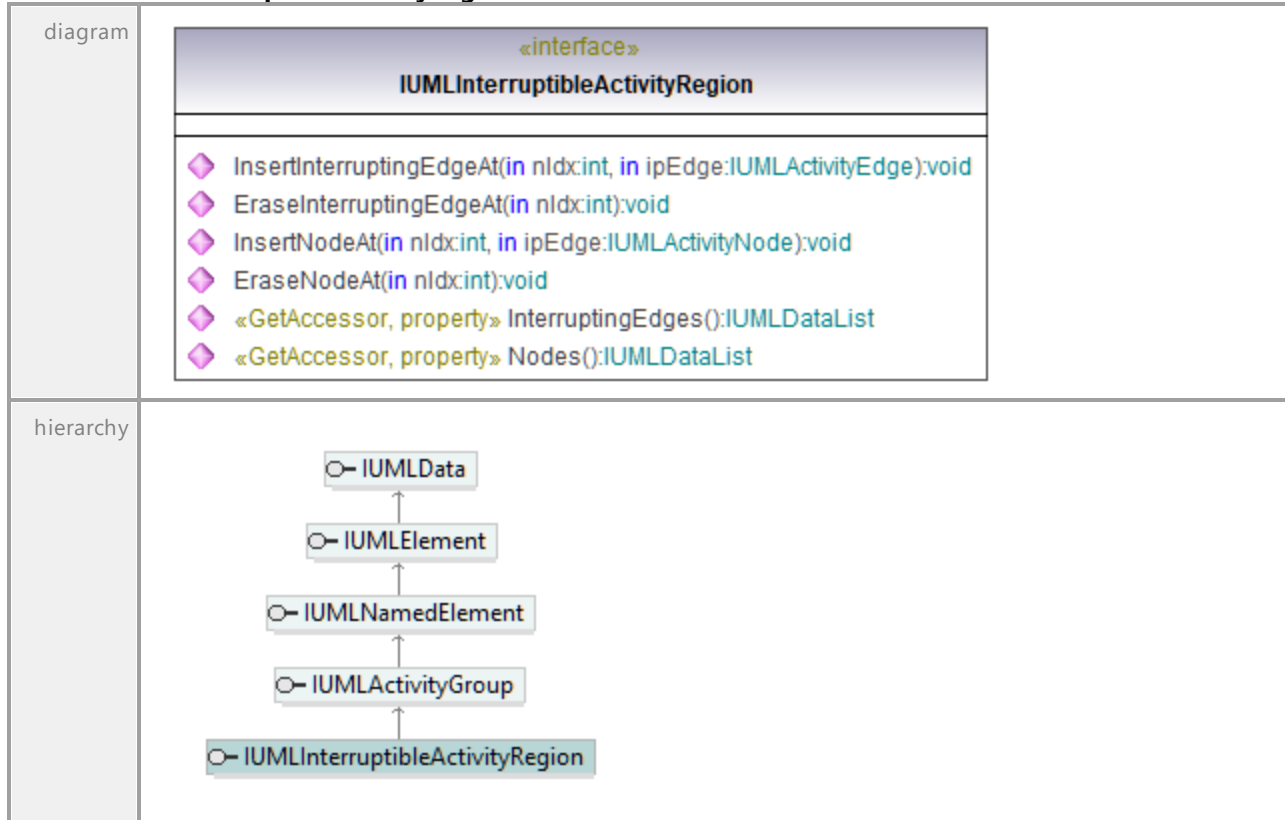 diagram
«interface»
IUMLInterruptibleActivityRegion
InsertInterruptingEdgeAt(in nIdx:int, in ipEdge:IUMLActivityEdge):void
EraseInterruptingEdgeAt(in nIdx:int):void
InsertNodeAt(in nIdx:int, in ipEdge:IUMLActivityNode):void
EraseNodeAt(in nIdx:int):void
«GetAccessor, property» InterruptingEdges():IUMLDataList
«GetAccessor, property» Nodes():IUMLDataList
hierarchy
IUMLData
IUMLElement
IUMLNamedElement
IUMLActivityGroup
IUMLInterruptibleActivityRegion